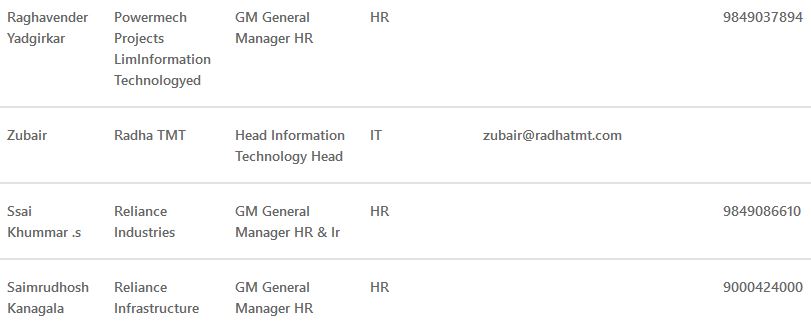 Raghavender Powermech GM General HR 9849037894
Yadgirkar Projects Manager HR
LimInformation
Technologyed
Zubair Radha TMT Head Information IT zubair@radhatmt.com
Technology Head
Ssai Reliance GM General HR 9849086610
Khummar .s Industries Manager HR & Ir
Saimrudhosh Reliance GM General HR 9000424000
Kanagala Infrastructure Manager HR